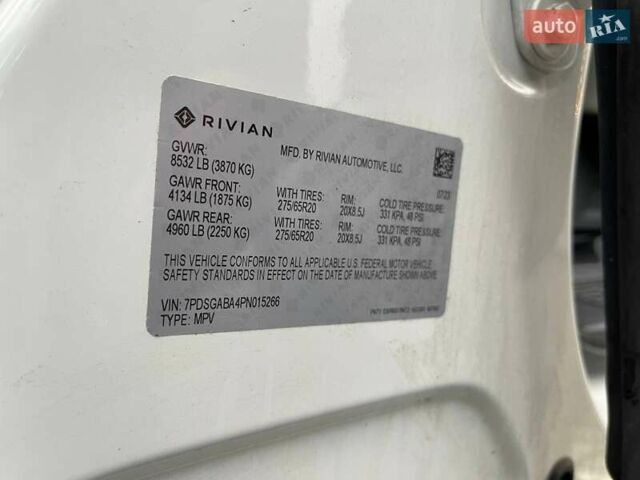 auto RIA.com
RIVIAN
MFD. BY RIVIAN AUTOMOTIVE, LLC.
07/23
GVWR:
8532 LB (3870 KG)
GAWR FRONT:
4134 LB (1875 KG)
WITH TIRES:
275/65R20
RIM:
20X8.5J
COLD TIRE PRESSURE:
331 KPA, 48 PSI
GAWR REAR:
4960 LB (2250 KG)
WITH TIRES:
275/65R20
RIM:
20X8.5J
COLD TIRE PRESSURE:
331 KPA, 48 PSI
THIS VEHICLE CONFORMS TO ALL APPLICABLE U.S. FEDERAL MOTOR VEHICLE
SAFETY STANDARDS IN EFFECT ON THE DATE OF MANUFACTURE SHOWN ABOVE.
VIN: 7PDSGABA4PN015266
TYPE: MPV